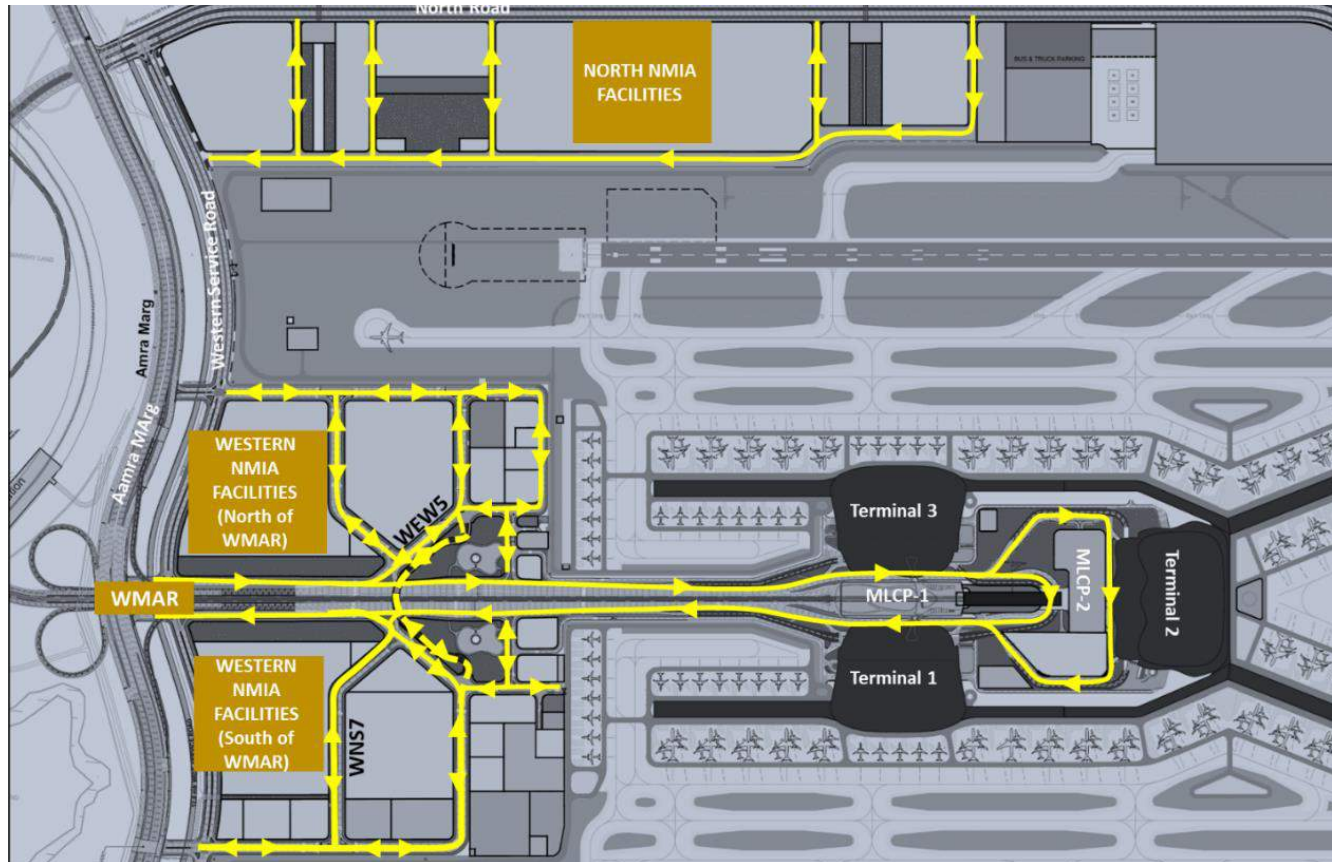 North Road
NORTH NMIA
FACILITIES
BUS & TRUCK PARKING
Western Service Road
Amra Marg
Aamra MArg
WESTERN
NMIA
FACILITIES
(North of
WMAR)
WEW5
Terminal 3
WMAR
MLCP-1
MLCP-2
Terminal 2
Terminal 1
WESTERN
NMIA
FACILITIES
(South of
WMAR)
WNS7